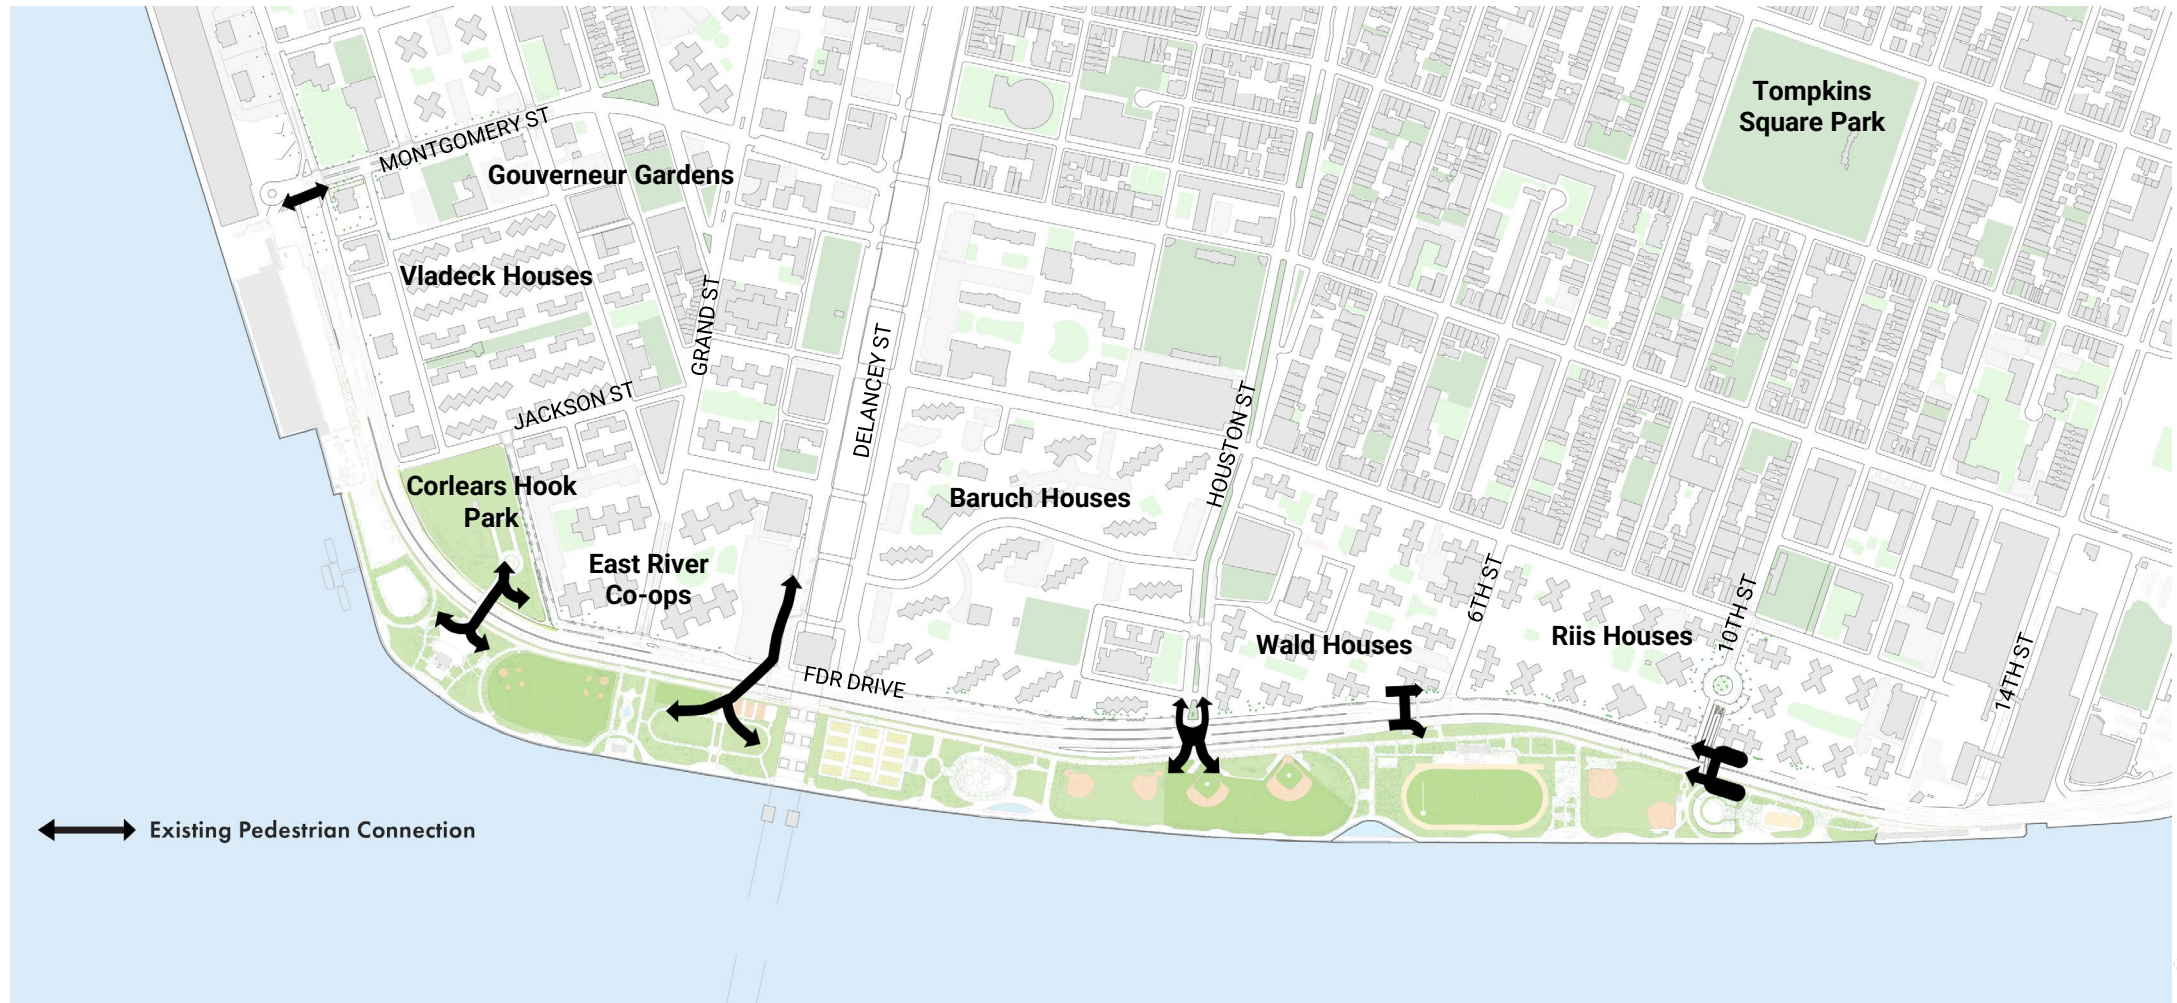 Tompkins
Square Park
MONTGOMERY ST
Gouverneur Gardens
Vladeck Houses
GRAND ST
DELANCEY ST
JACKSON ST
HOUSTON ST
Corlears Hook
Park
Baruch Houses
East River
Co-ops
6TH ST
10TH ST
Wald Houses
Riis Houses
14TH ST
FDR DRIVE
Existing Pedestrian Connection